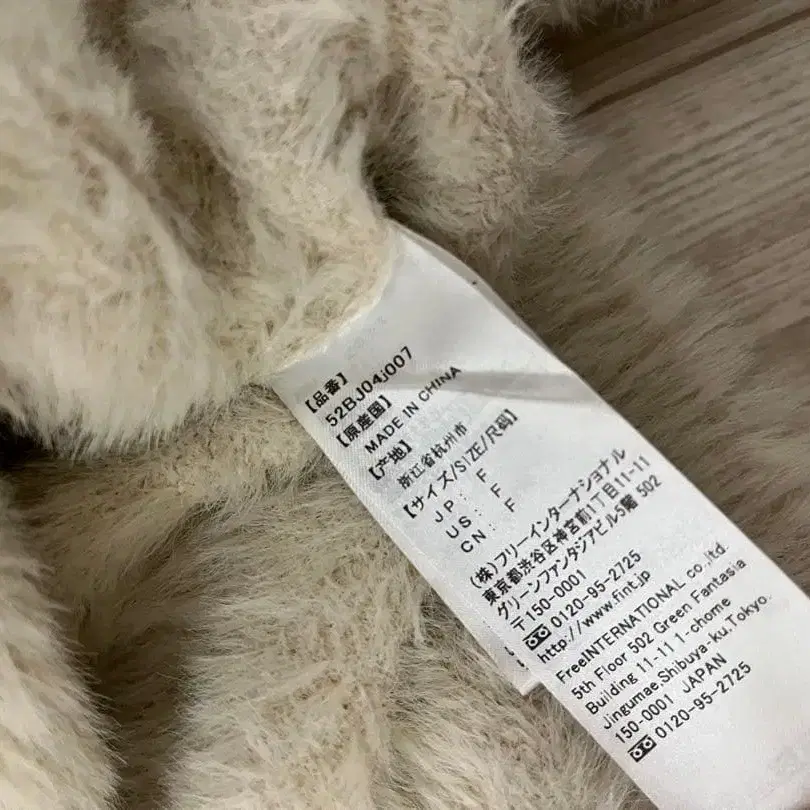 【品番】
52BJ04j007
【原産国】
MADE IN CHINA
【产地】
浙江省杭州市
【サイズ/SIZE/尺码】
JP: F
US: F
CN: F
(株)フリーインターナショナル
東京都渋谷区神宮前1丁目11-11
グリーンファンタジアビル5階 502
〒150-0001
0120-95-2725
http://www.fint.jp
FreeINTERNATIONAL co.,ltd.
5th Floor 502 Green Fantasia
Building 11-11 1-chome
Jingumae,Shibuya-ku,Tokyo.
150-0001 JAPAN
0120-95-2725